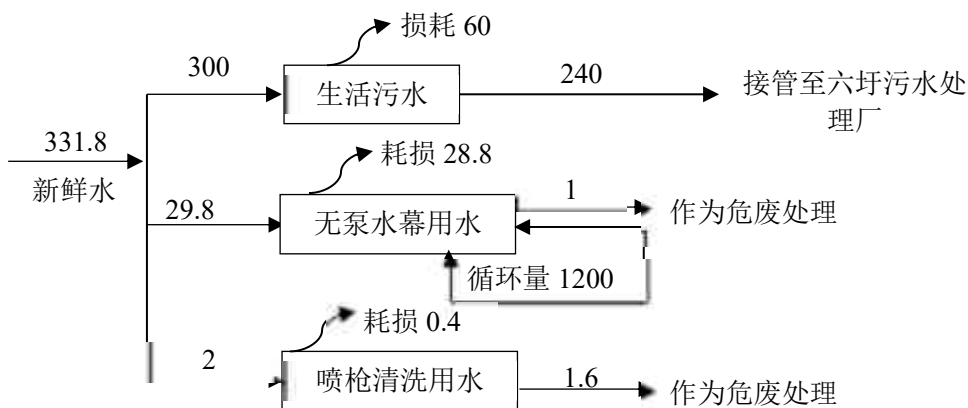 损耗 60
300
生活污水
240
接管至六圩污水处
理厂
331.8
新鲜水
耗损 28.8
29.8
无泵水幕用水
1
作为危废处理
循环量 1200
耗损 0.4
2
喷枪清洗用水
1.6
作为危废处理